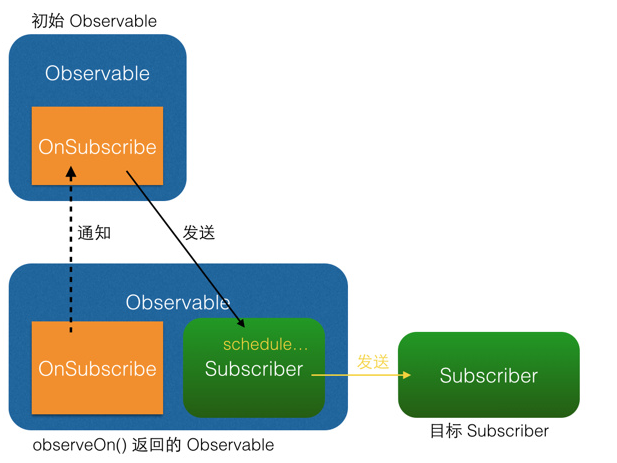 初始 Observable
Observable
OnSubscribe
通知
发送
Observable
schedule...
OnSubscribe
Subscriber
发送
Subscriber
目标 Subscriber
observeOn() 返回的 Observable